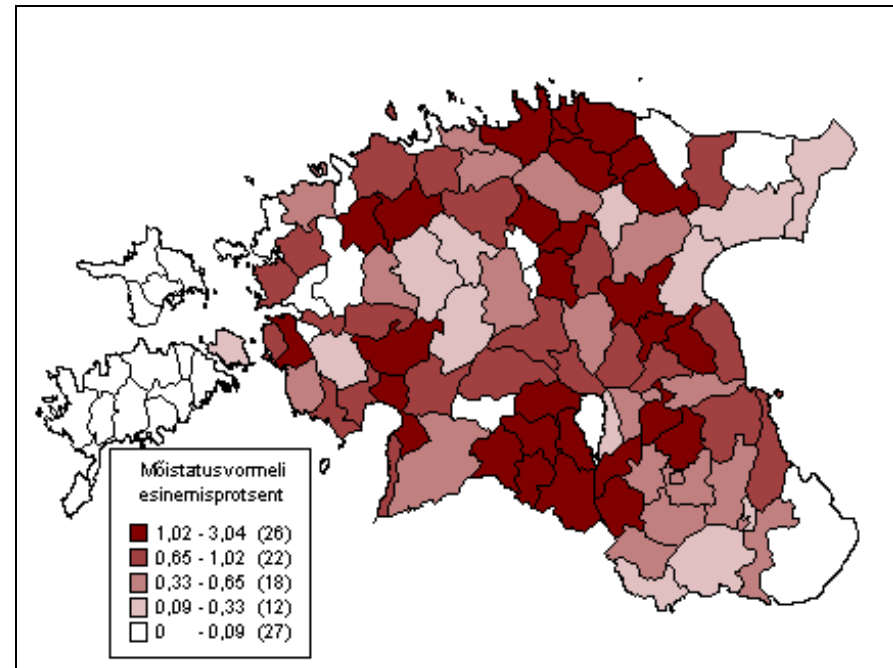 Mõistatusvormeli
esinemisprotsent
1,02 - 3,04 (26)
0,65 - 1,02 (22)
0,33 - 0,65 (18)
0,09 - 0,33 (12)
0 - 0,09 (27)